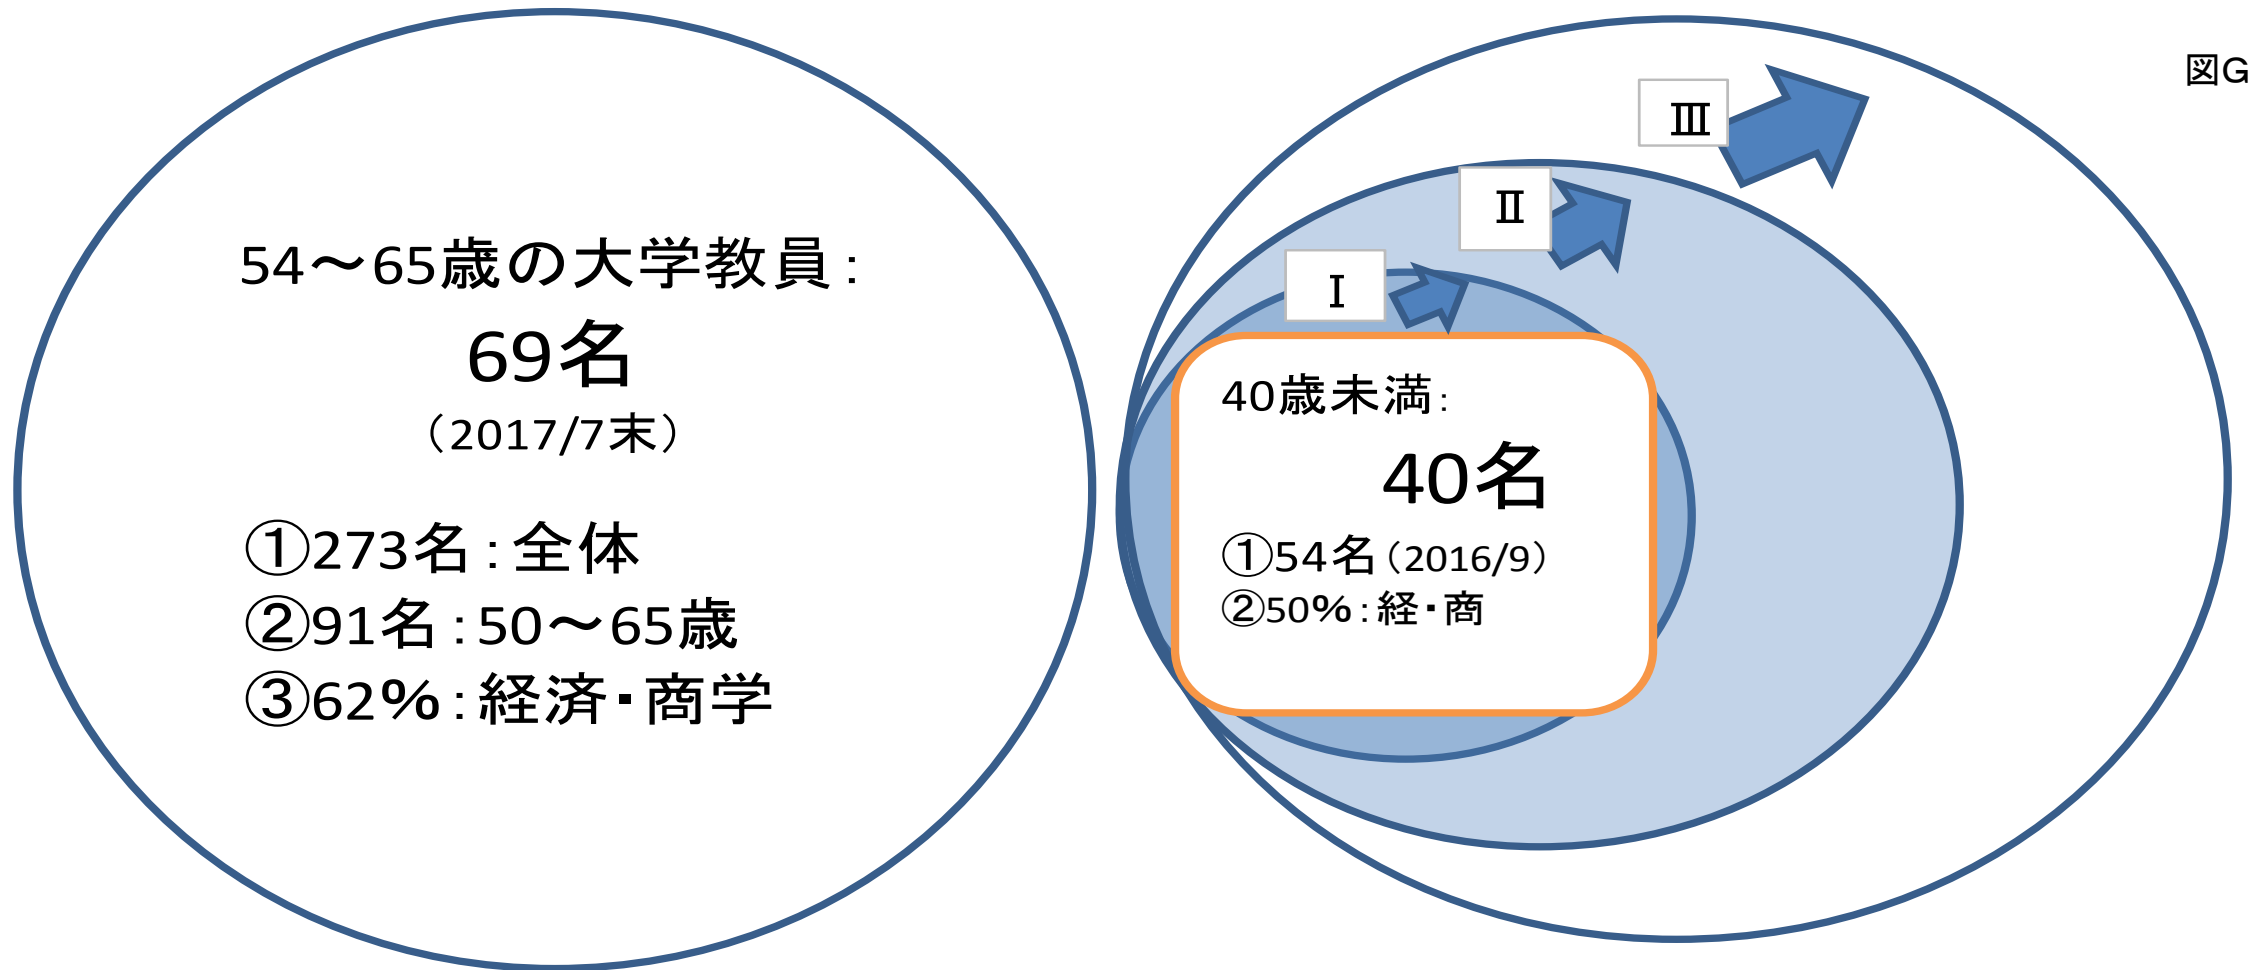 図G
54～65歳の大学教員：
69名
（2017/7末）
①273名：全体
②91名：50～65歳
③62％：経済・商学
Ⅲ
Ⅱ
Ⅰ
40歳未満：
40名
①54名（2016/9）
②50％：経・商